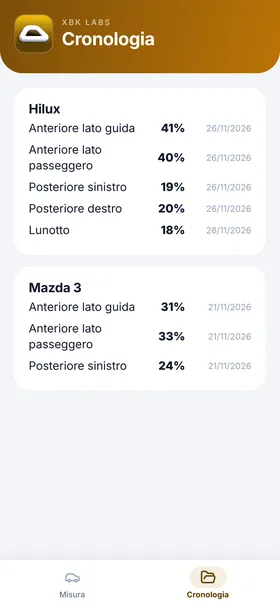 XBK LABS
Cronologia
Hilux
Anteriore lato guida 41% 26/11/2026
Anteriore lato
passeggero 40% 26/11/2026
Posteriore sinistro 19% 26/11/2026
Posteriore destro 20% 26/11/2026
Lunotto 18% 26/11/2026
Mazda 3
Anteriore lato guida 31% 21/11/2026
Anteriore lato
passeggero 33% 21/11/2026
Posteriore sinistro 24% 21/11/2026
Misura
Cronologia